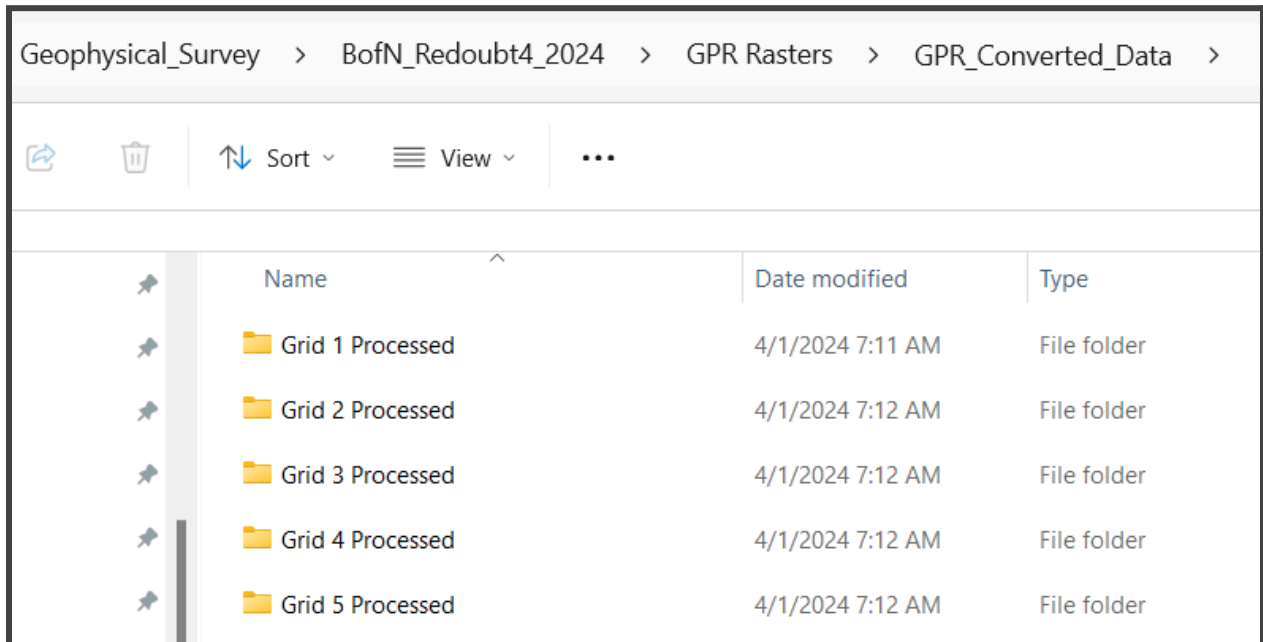 Geophysical_Survey > BofN_Redoubt4_2024 > GPR Rasters > GPR_Converted_Data >
Sort View ...
Name Date modified Type
Grid 1 Processed 4/1/2024 7:11 AM File folder
Grid 2 Processed 4/1/2024 7:12 AM File folder
Grid 3 Processed 4/1/2024 7:12 AM File folder
Grid 4 Processed 4/1/2024 7:12 AM File folder
Grid 5 Processed 4/1/2024 7:12 AM File folder